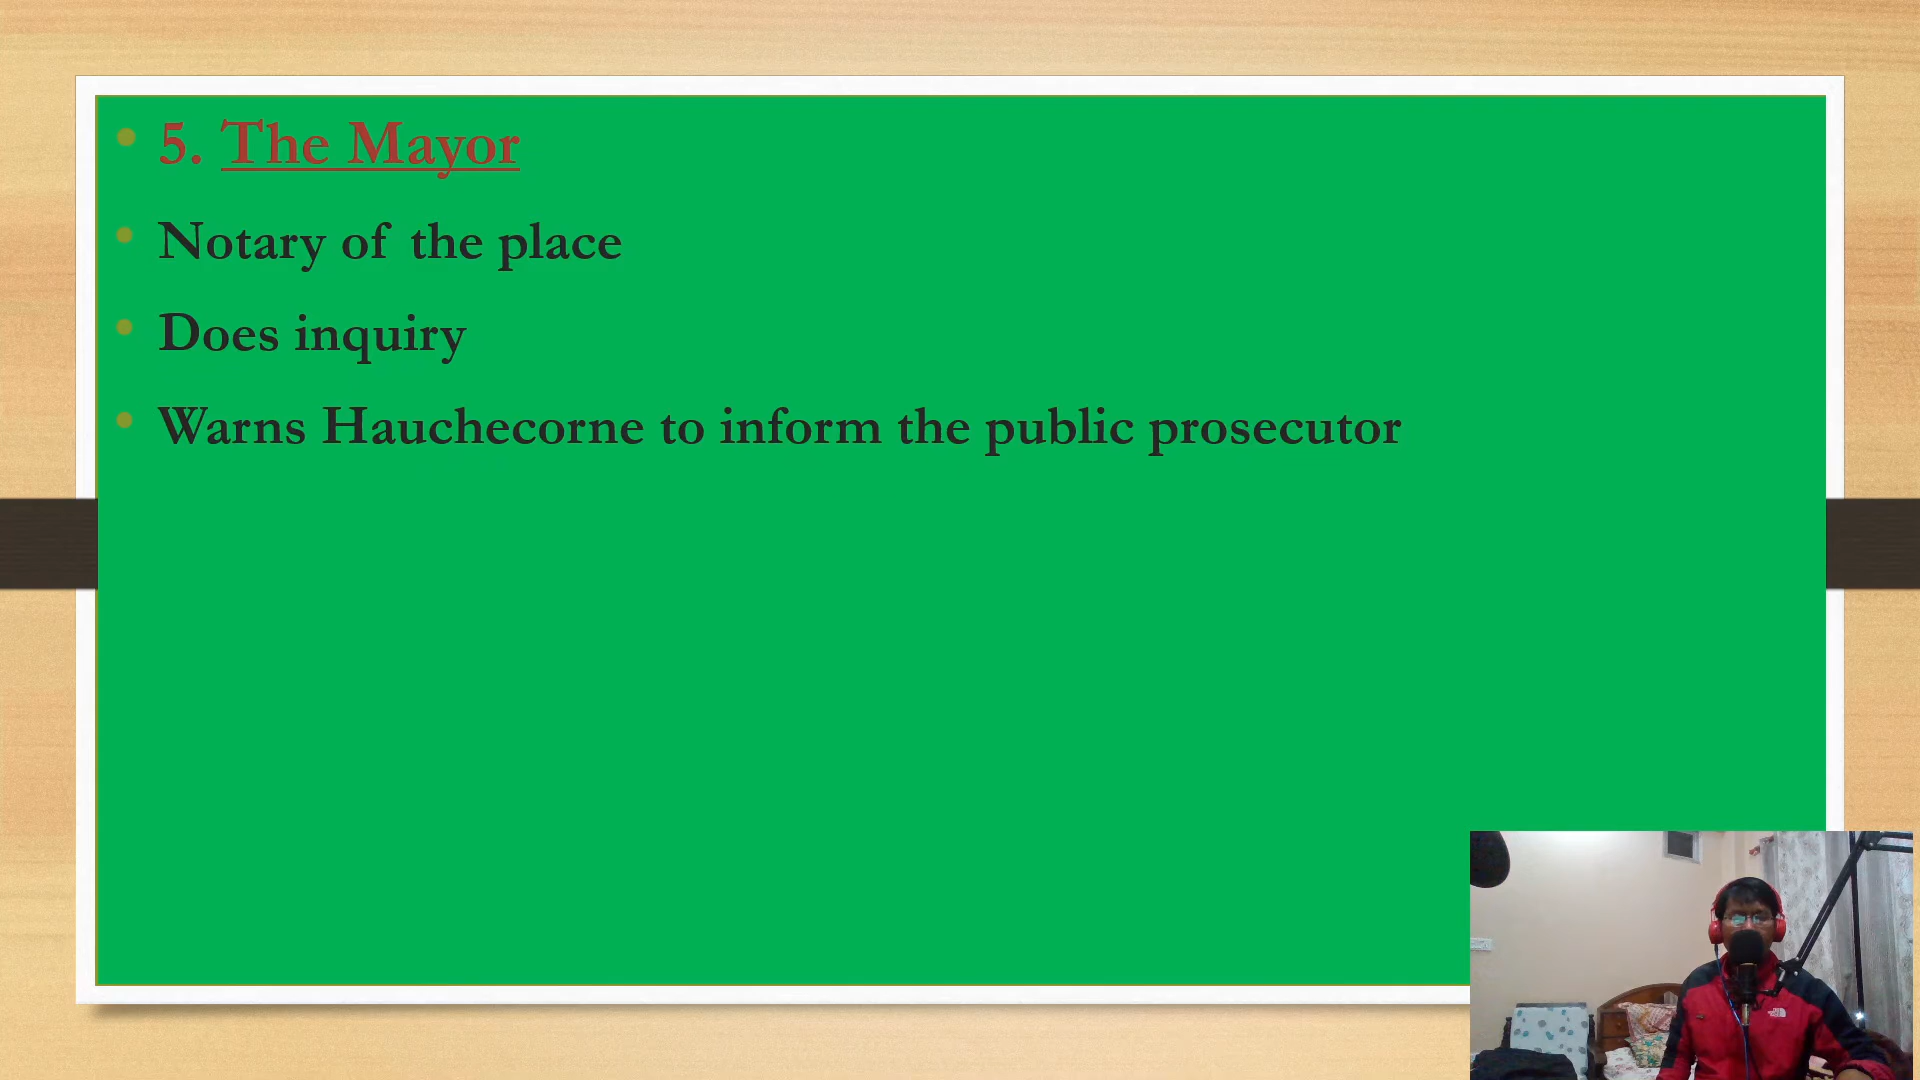 5. The Mayor
Notary of the place
Does inquiry
Warns Hauchecorne to inform the public prosecutor